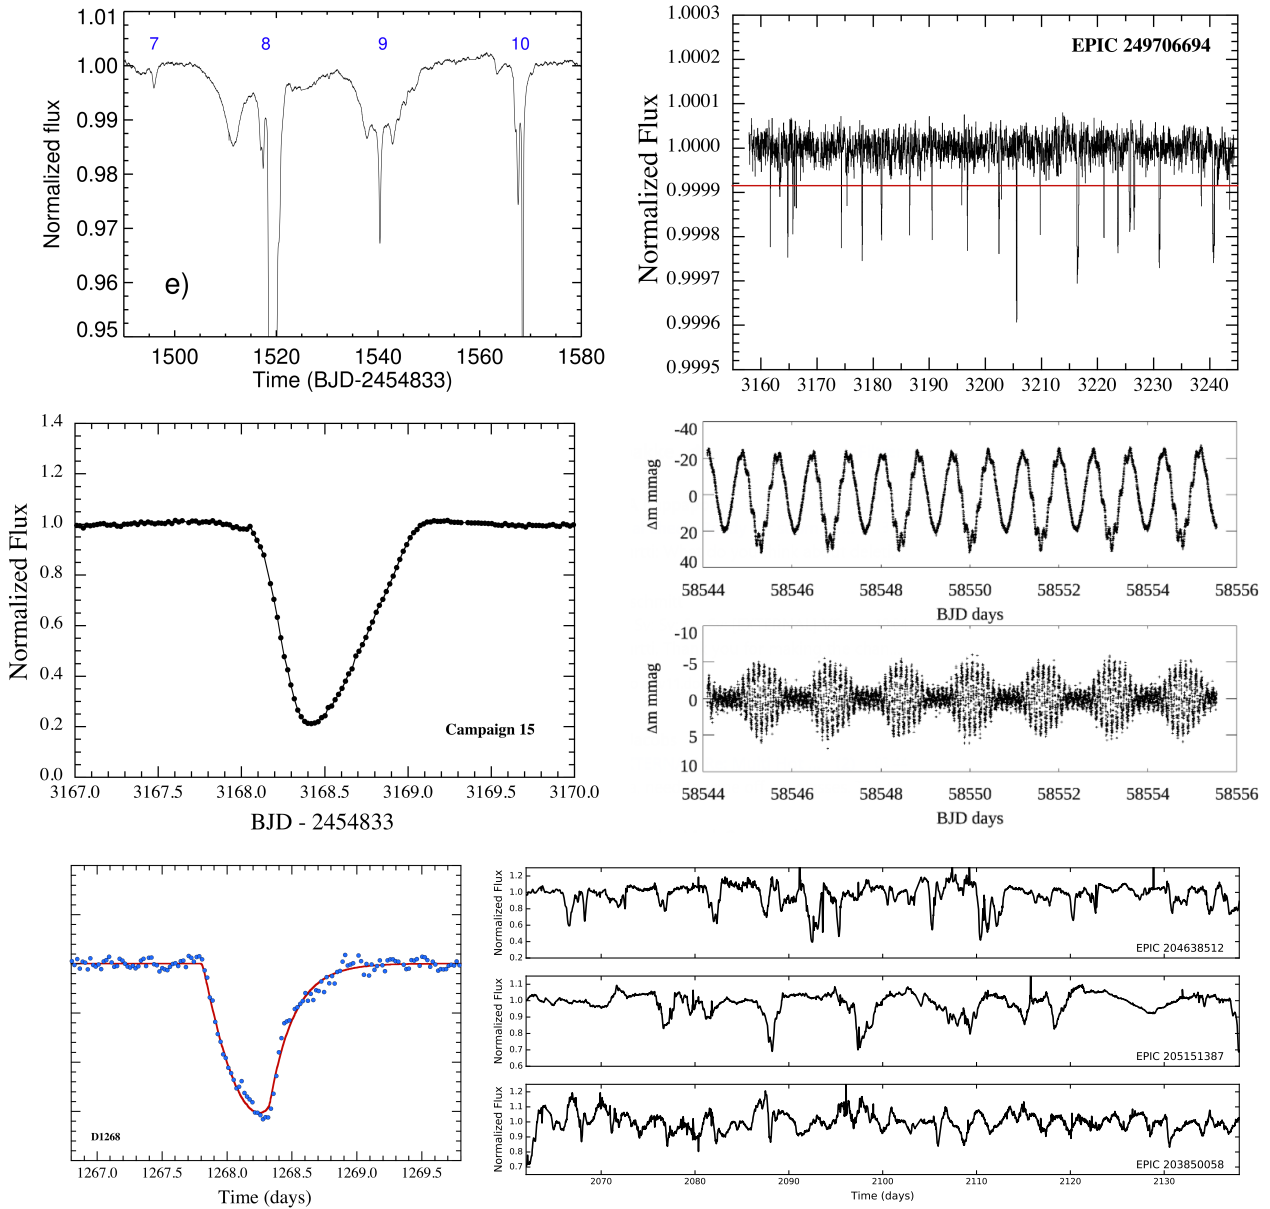 1.01
1.00
0.99
0.98
0.97
0.96
0.95
Normalized flux
7 8 9 10
e)
1500 1520 1540 1560 1580
Time (BJD-2454833)
1.0003
1.0002
1.0001
1.0000
0.9999
0.9998
0.9997
0.9996
0.9995
Normalized Flux
EPIC 249706694
3160 3170 3180 3190 3200 3210 3220 3230 3240
1.4
1.2
1.0
0.8
0.6
0.4
0.2
0.0
Normalized Flux
Campaign 15
3167.0 3167.5 3168.0 3168.5 3169.0 3169.5 3170.0
BJD - 2454833
-40
-20
0
20
40
Δm mmag
58544 58546 58548 58550 58552 58554 58556
BJD days
-10
-5
0
5
10
Δm mmag
58544 58546 58548 58550 58552 58554 58556
BJD days
D1268
1267.0 1267.5 1268.0 1268.5 1269.0 1269.5
Time (days)
1.2
1.0
0.8
0.6
0.4
0.2
Normalized Flux
EPIC 204638512
1.1
1.0
0.9
0.8
0.7
0.6
Normalized Flux
EPIC 205151387
1.2
1.1
1.0
0.9
0.8
0.7
Normalized Flux
EPIC 203850058
2070 2080 2090 2100 2110 2120 2130
Time (days)